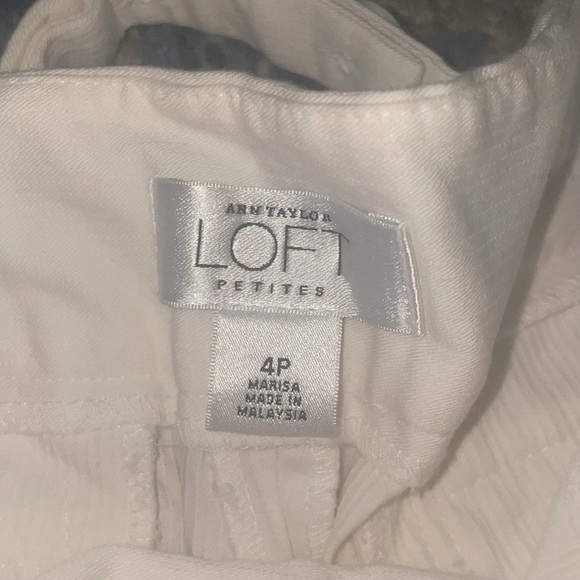 ANN TAYLOR
LOFT
PETITES
4P
MARISA
MADE IN
MALAYSIA